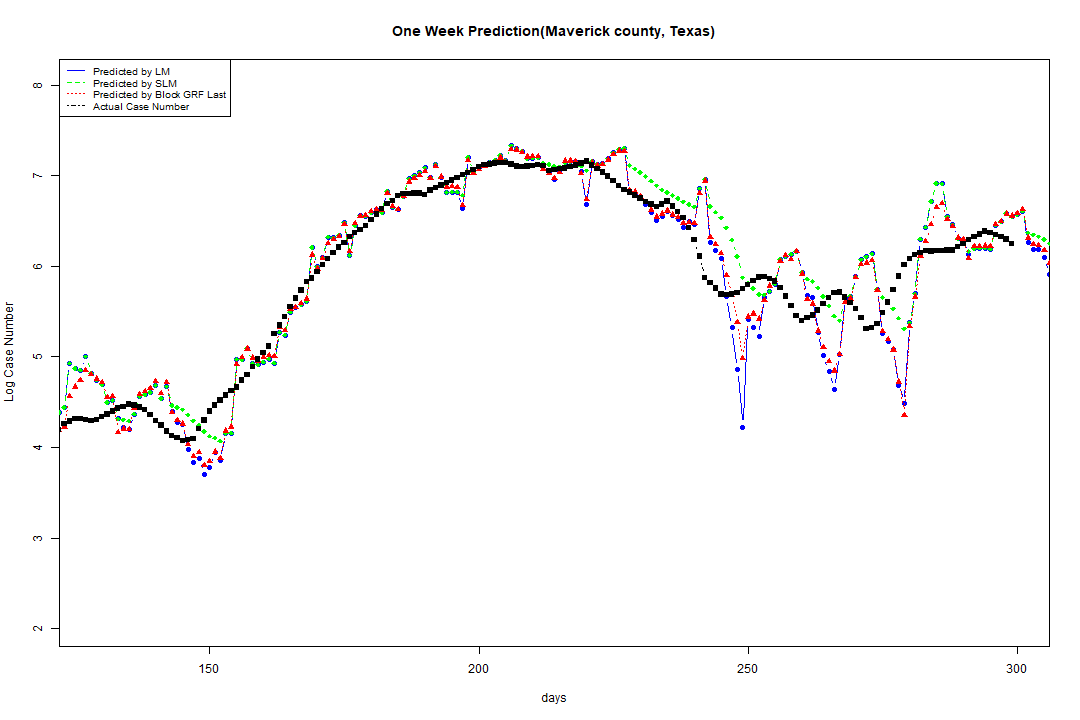 One Week Prediction(Maverick county, Texas)
Predicted by LM
Predicted by SLM
Predicted by Block GRF Last
Actual Case Number
8
7
6
5
4
3
2
Log Case Number
150 200 250 300
days